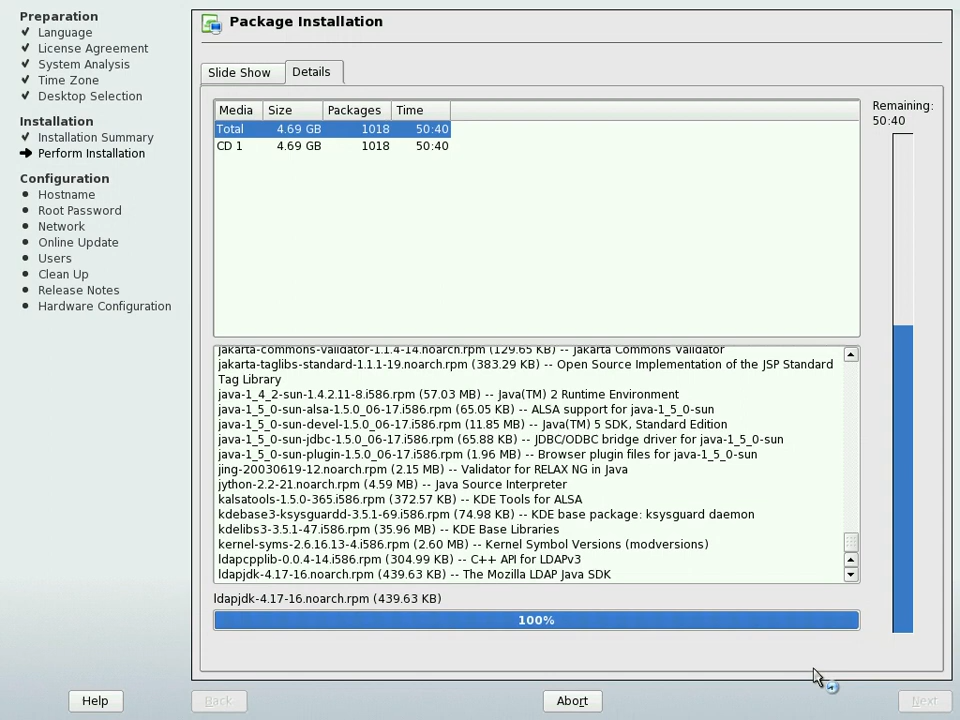 Preparation
Language
License Agreement
System Analysis
Time Zone
Desktop Selection
Installation
Installation Summary
Perform Installation
Configuration
Hostname
Root Password
Network
Online Update
Users
Clean Up
Release Notes
Hardware Configuration
Package Installation
Slide Show Details
Media Size Packages Time
Total 4.69 GB 1018 50:40
CD 1 4.69 GB 1018 50:40
Remaining:
50:40
jakarta-commons-validator-1.1.4-14.noarch.rpm (129.65 KB) -- Jakarta Commons Validator
jakarta-taglibs-standard-1.1.1-19.noarch.rpm (383.29 KB) -- Open Source Implementation of the JSP Standard
Tag Library
java-1_4_2-sun-1.4.2.11-8.i586.rpm (57.03 MB) -- Java(TM) 2 Runtime Environment
java-1_5_0-sun-alsa-1.5.0_06-17.i586.rpm (65.05 KB) -- ALSA support for java-1_5_0-sun
java-1_5_0-sun-devel-1.5.0_06-17.i586.rpm (11.85 MB) -- Java(TM) 5 SDK, Standard Edition
java-1_5_0-sun-jdbc-1.5.0_06-17.i586.rpm (65.88 KB) -- JDBC/ODBC bridge driver for java-1_5_0-sun
java-1_5_0-sun-plugin-1.5.0_06-17.i586.rpm (1.96 MB) -- Browser plugin files for java-1_5_0-sun
jing-20030619-12.noarch.rpm (2.15 MB) -- Validator for RELAX NG in Java
jython-2.2-21.noarch.rpm (4.59 MB) -- Java Source Interpreter
kalsatools-1.5.0-365.i586.rpm (372.57 KB) -- KDE Tools for ALSA
kdebase3-ksysguardd-3.5.1-69.i586.rpm (74.98 KB) -- KDE base package: ksysguard daemon
kdelibs3-3.5.1-47.i586.rpm (35.96 MB) -- KDE Base Libraries
kernel-syms-2.6.16.13-4.i586.rpm (2.60 MB) -- Kernel Symbol Versions (modversions)
ldapcpplib-0.0.4-14.i586.rpm (304.99 KB) -- C++ API for LDAPv3
ldapjdk-4.17-16.noarch.rpm (439.63 KB) -- The Mozilla LDAP Java SDK
ldapjdk-4.17-16.noarch.rpm (439.63 KB)
100%
Help Back Abort Next